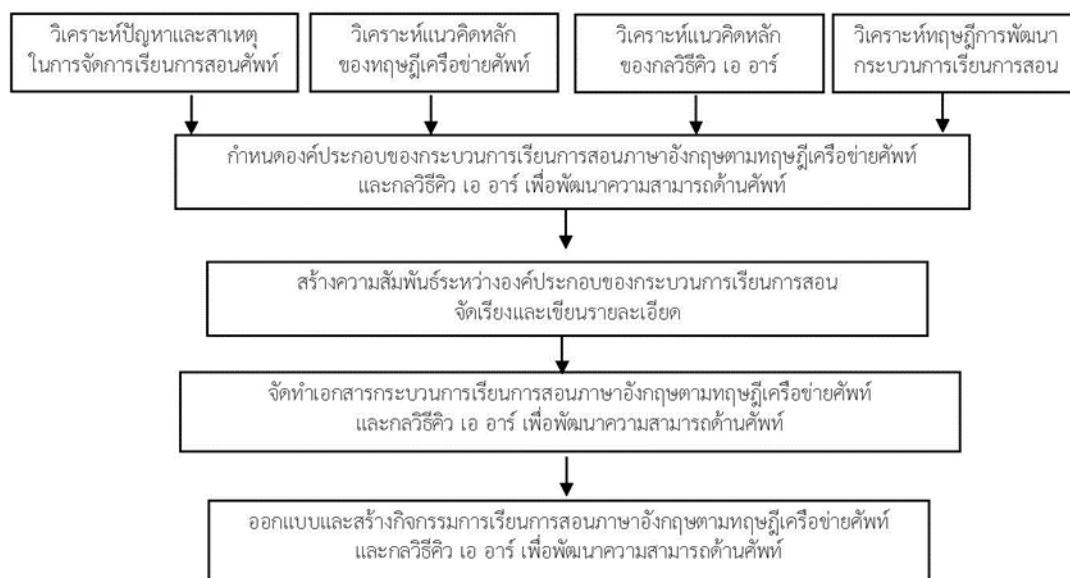 วิเคราะห์ปัญหาและสาเหตุ
ในการจัดการเรียนการสอนศัพท์
วิเคราะห์แนวคิดหลัก
ของทฤษฎีเครือข่ายศัพท์
วิเคราะห์แนวคิดหลัก
ของกลวิธีคิว เอ อาร์
วิเคราะห์ทฤษฎีการพัฒนา
กระบวนการเรียนการสอน
กำหนดองค์ประกอบของกระบวนการเรียนการสอนภาษาอังกฤษตามทฤษฎีเครือข่ายศัพท์
และกลวิธีคิว เอ อาร์ เพื่อพัฒนาความสามารถด้านศัพท์
สร้างความสัมพันธ์ระหว่างองค์ประกอบของกระบวนการเรียนการสอน
จัดเรียงและเขียนรายละเอียด
จัดทำเอกสารกระบวนการเรียนการสอนภาษาอังกฤษตามทฤษฎีเครือข่ายศัพท์
และกลวิธีคิว เอ อาร์ เพื่อพัฒนาความสามารถด้านศัพท์
ออกแบบและสร้างกิจกรรมการเรียนการสอนภาษาอังกฤษตามทฤษฎีเครือข่ายศัพท์
และกลวิธีคิว เอ อาร์ เพื่อพัฒนาความสามารถด้านศัพท์